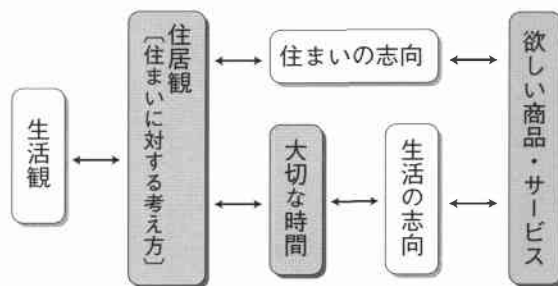 生活観
住居観
〔住まいに対する考え方〕
住まいの志向
大切な時間
生活の志向
欲しい商品・サービス